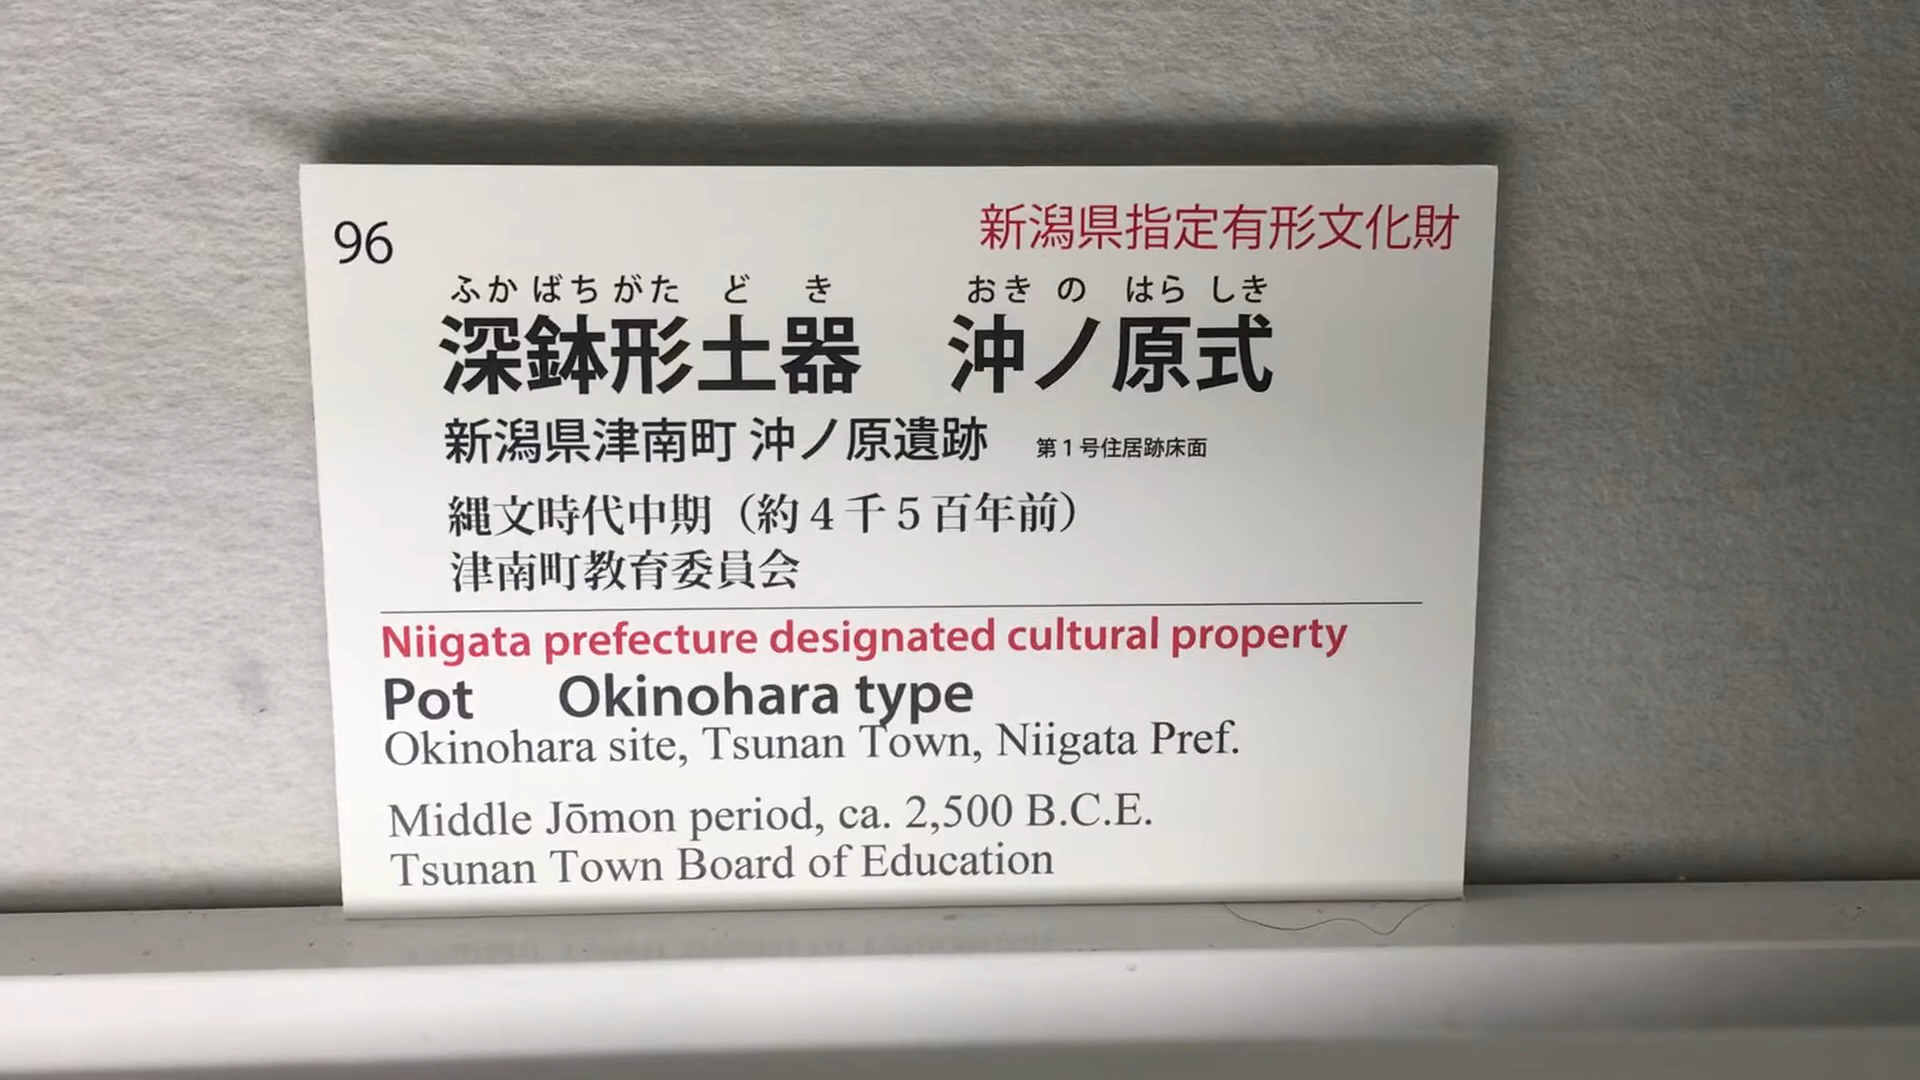 96
新潟県指定有形文化財
ふかばちがた ど き おき の はら しき
深鉢形土器 沖ノ原式
新潟県津南町 沖ノ原遺跡 第1号住居跡床面
縄文時代中期（約4千5百年前）
津南町教育委員会
Niigata prefecture designated cultural property
Pot Okinohara type
Okinohara site, Tsunan Town, Niigata Pref.
Middle Jōmon period, ca. 2,500 B.C.E.
Tsunan Town Board of Education